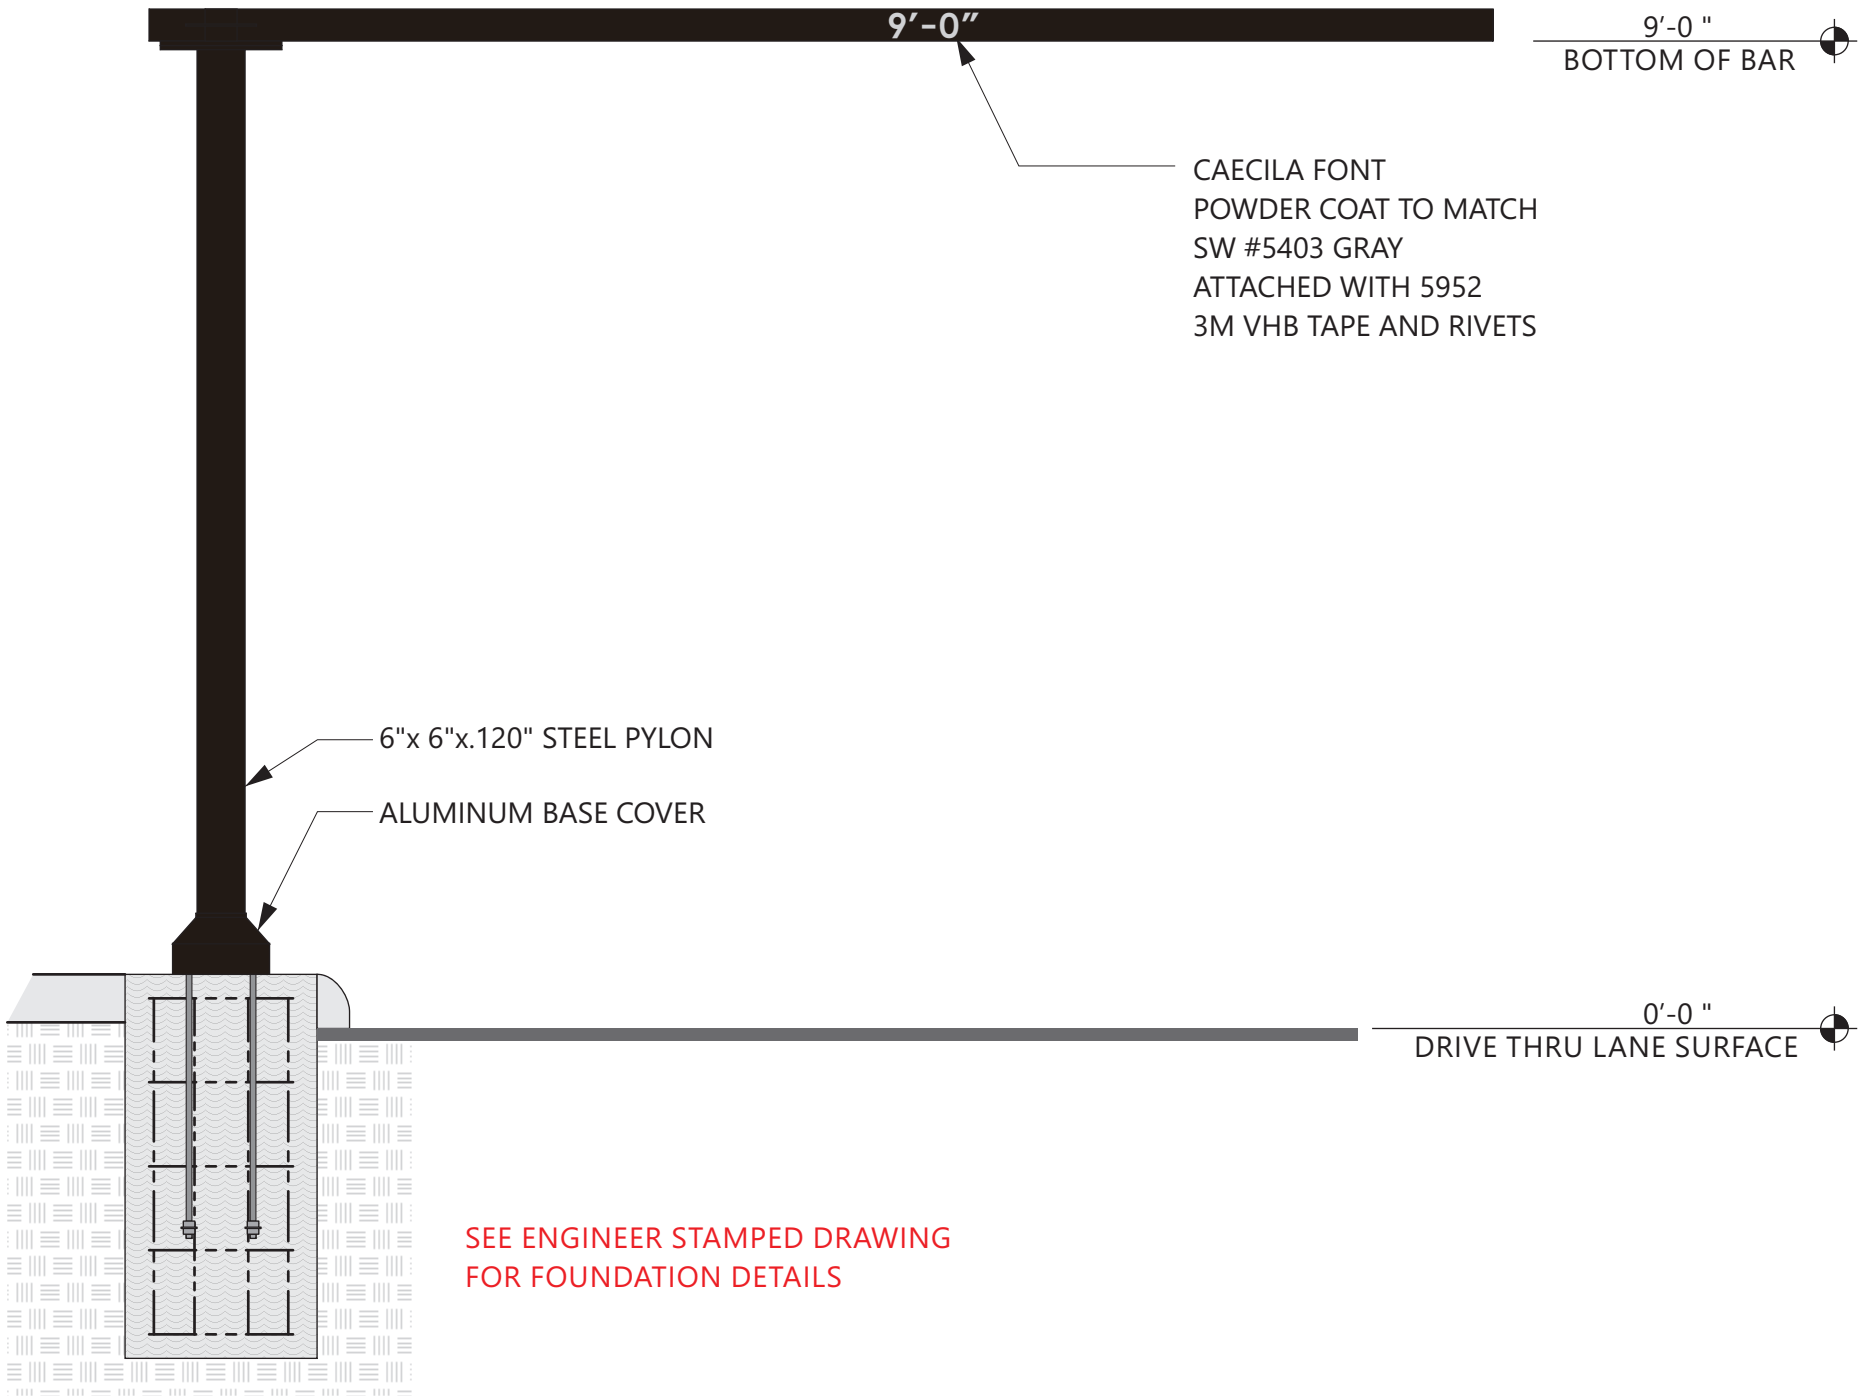 9′-0″
9′-0 "
BOTTOM OF BAR
CAECILA FONT
POWDER COAT TO MATCH
SW #5403 GRAY
ATTACHED WITH 5952
3M VHB TAPE AND RIVETS
6"x 6"x.120" STEEL PYLON
ALUMINUM BASE COVER
0′-0 "
DRIVE THRU LANE SURFACE
SEE ENGINEER STAMPED DRAWING
FOR FOUNDATION DETAILS